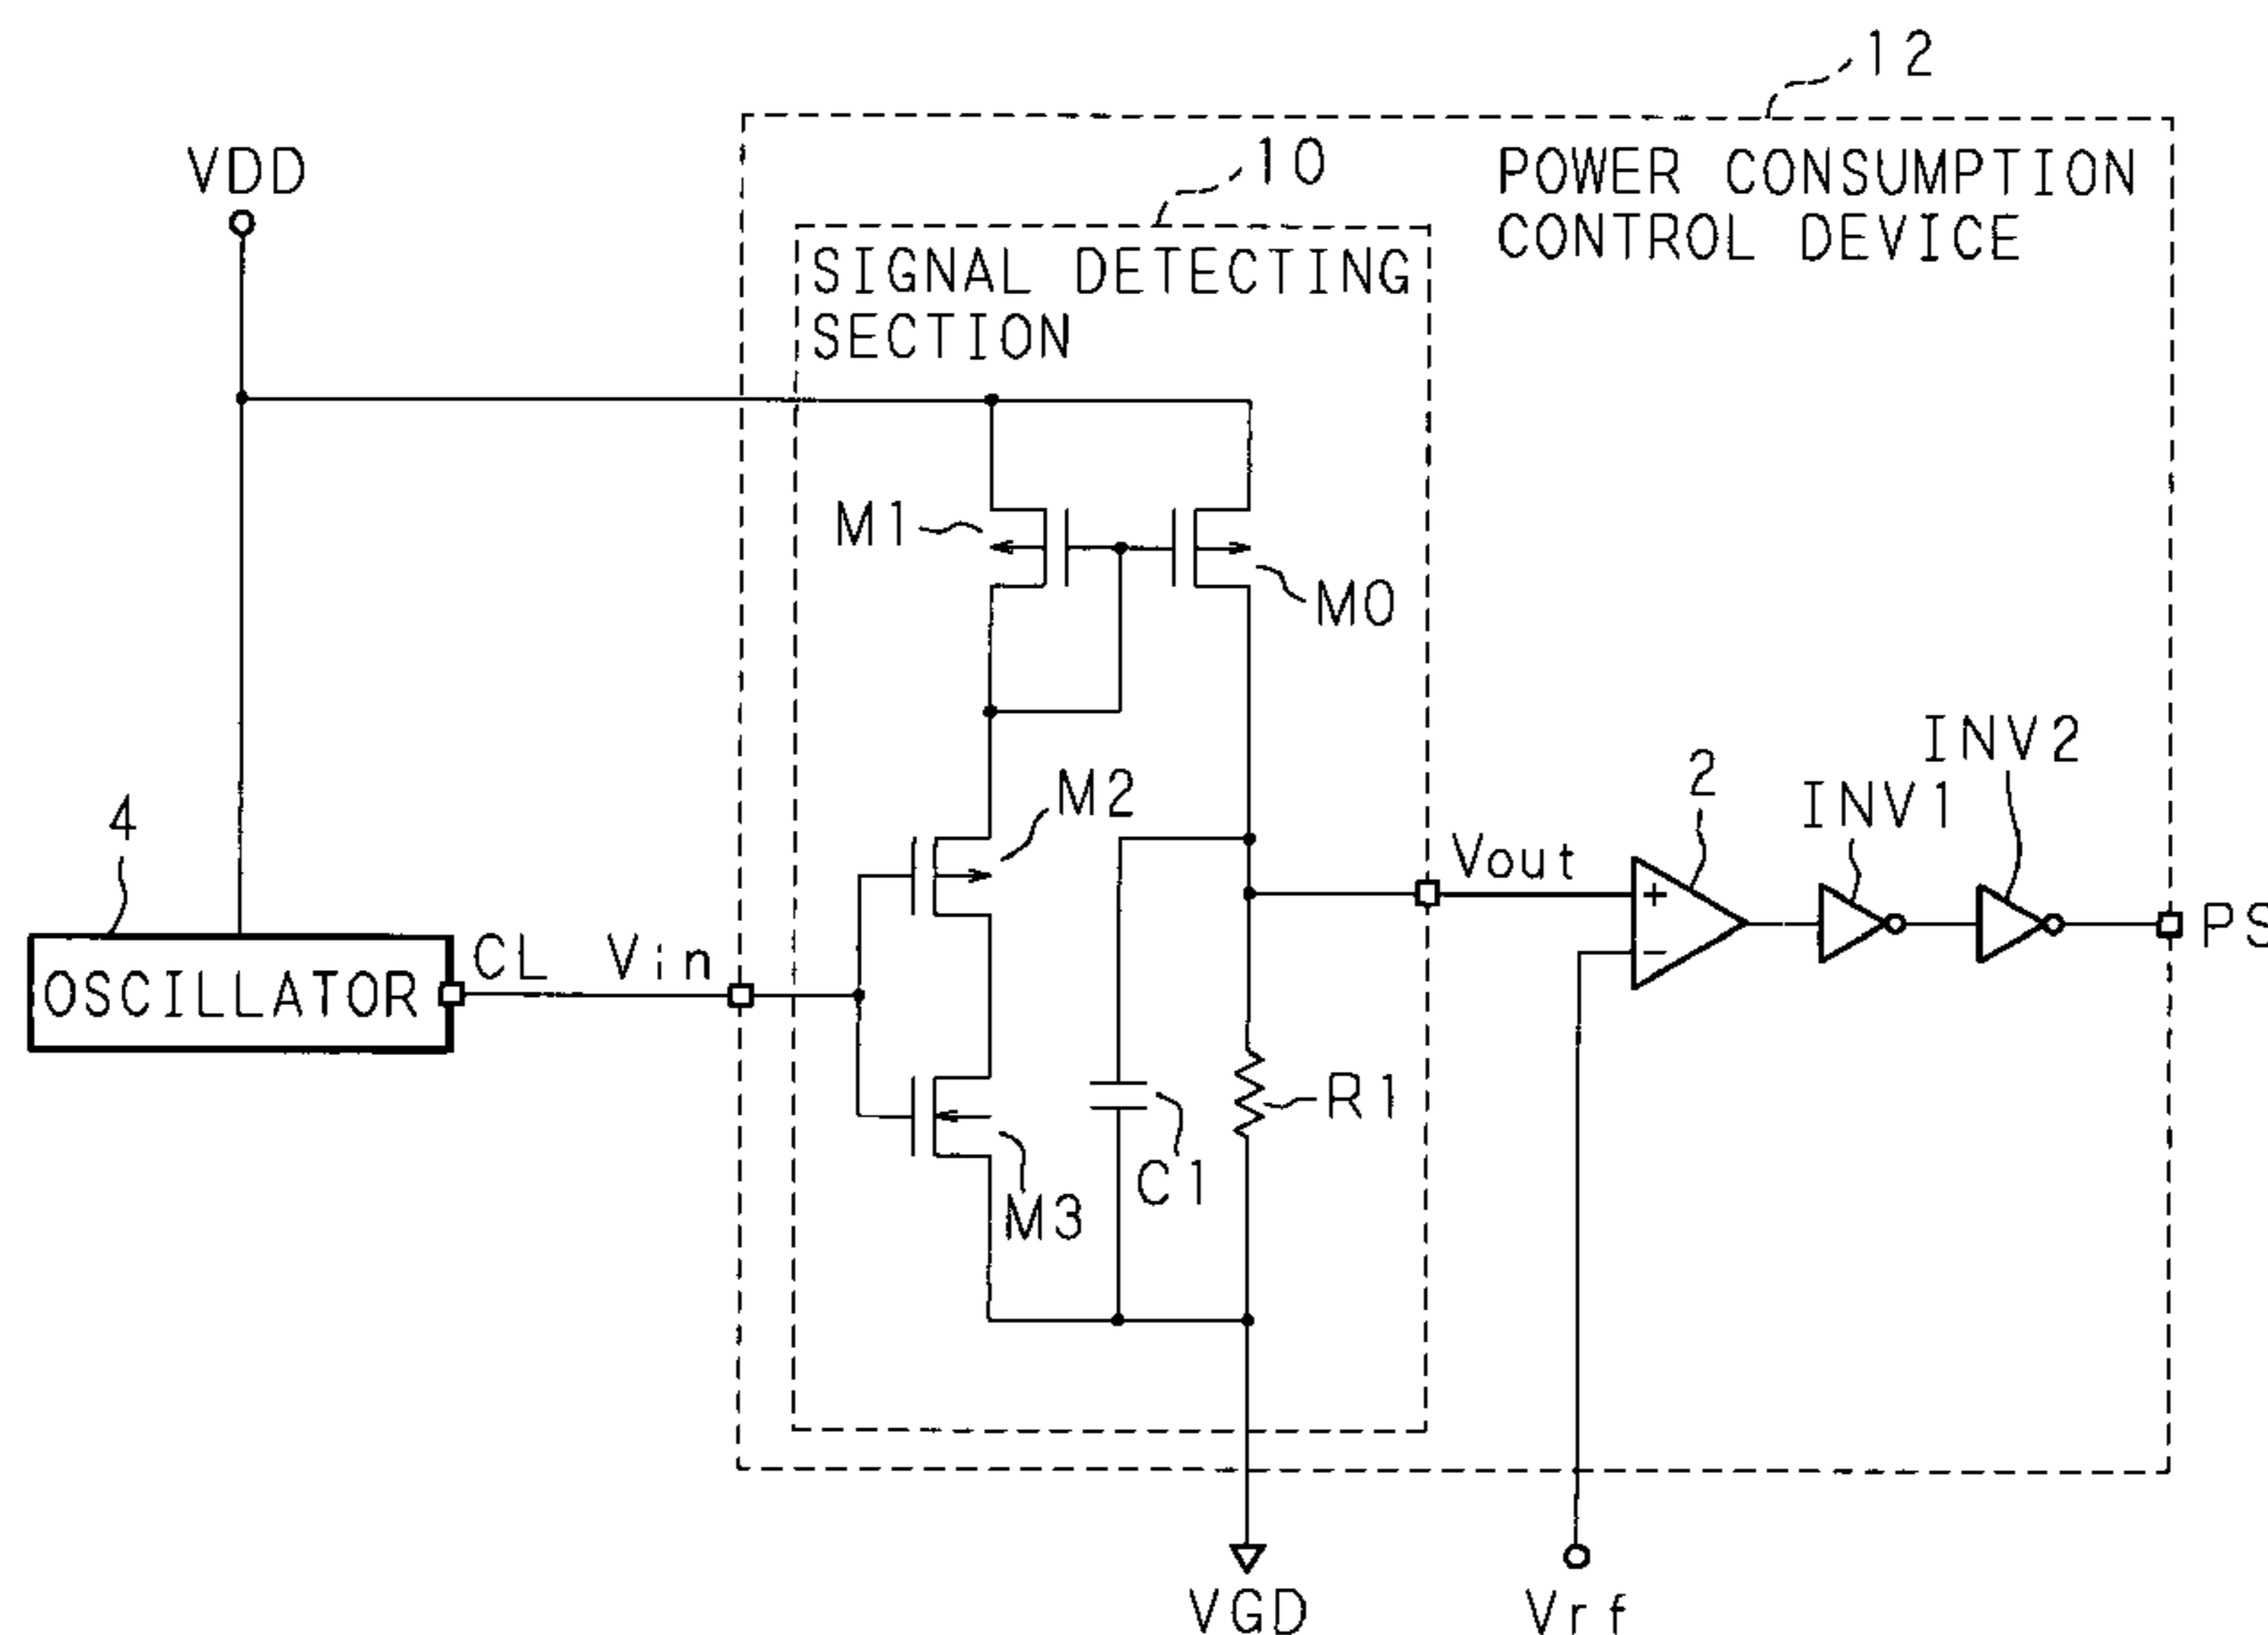 12
VDD
10
POWER CONSUMPTION
CONTROL DEVICE
SIGNAL DETECTING
SECTION
M1
M0
M2
INV2
2
INV1
4
Vout
+
−
PS
CL
Vin
OSCILLATOR
R1
C1
M3
VGD
Vrf